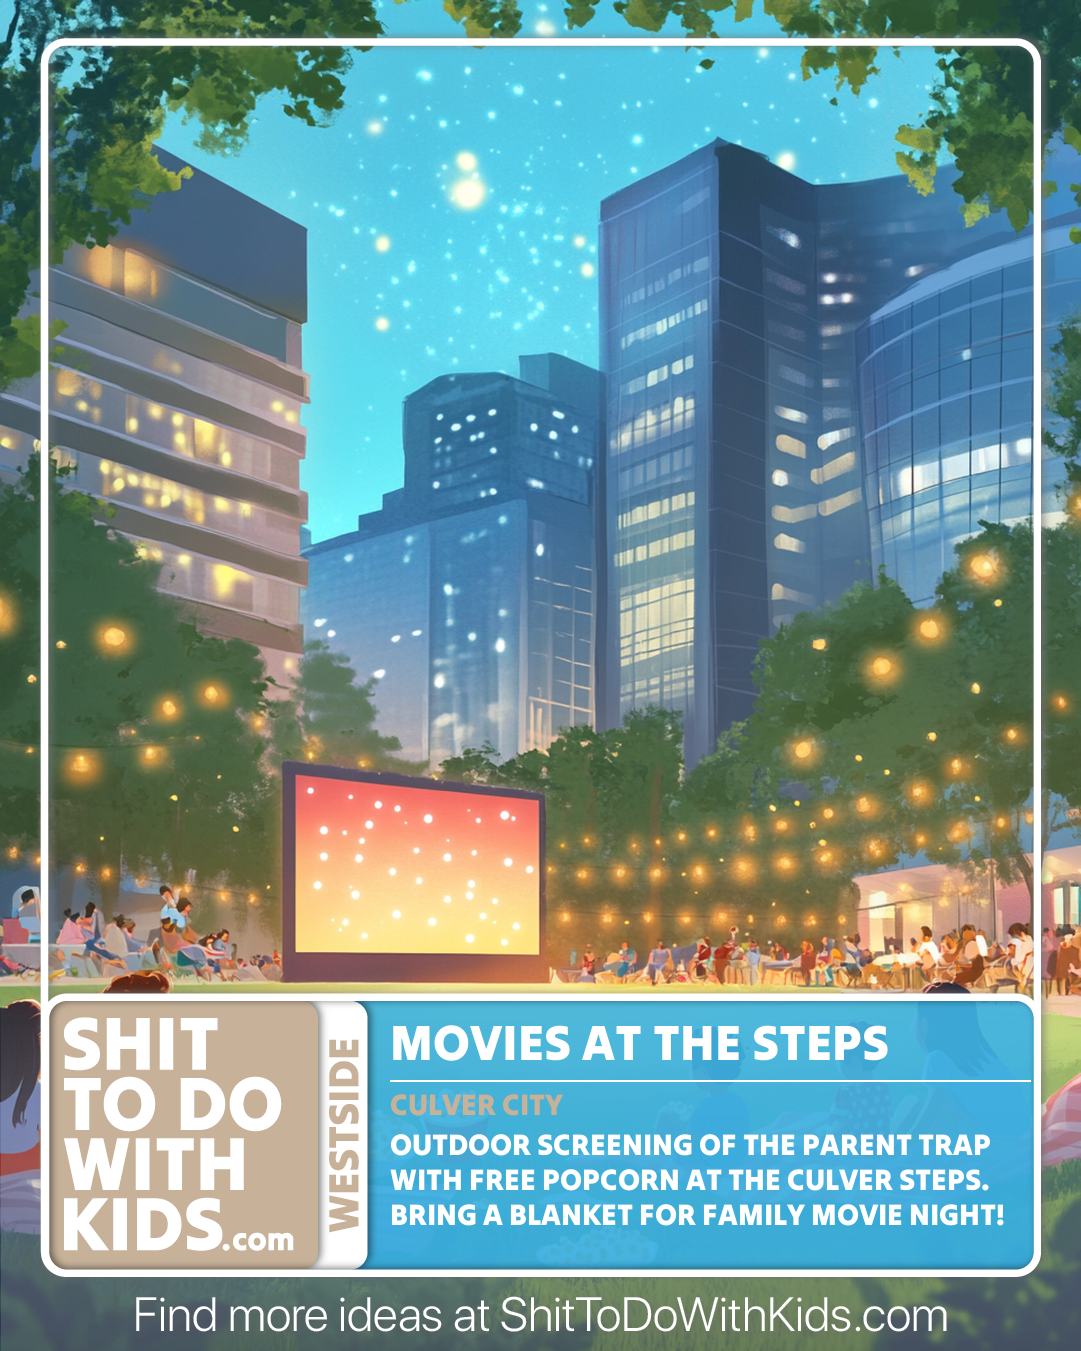 SHIT
TO DO
WITH
KIDS.com
WESTSIDE
MOVIES AT THE STEPS
CULVER CITY
OUTDOOR SCREENING OF THE PARENT TRAP
WITH FREE POPCORN AT THE CULVER STEPS.
BRING A BLANKET FOR FAMILY MOVIE NIGHT!
Find more ideas at ShitToDoWithKids.com